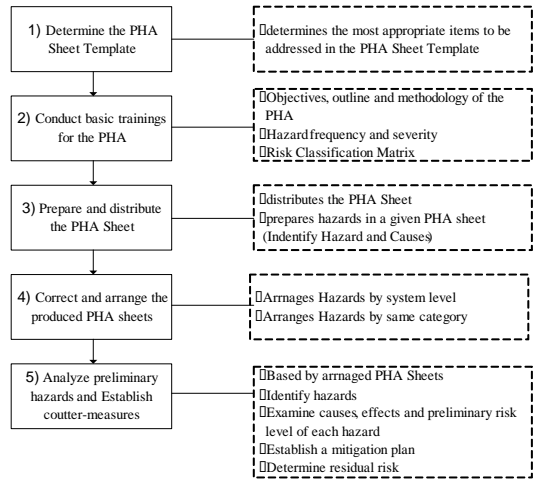 1) Determine the PHA
Sheet Template
▯determines the most appropriate items to be
addressed in the PHA Sheet Template
2) Conduct basic trainings
for the PHA
▯Objectives, outline and methodology of the
PHA
▯Hazard frequency and severity
▯Risk Classification Matrix
3) Prepare and distribute
the PHA Sheet
▯distributes the PHA Sheet
▯prepares hazards in a given PHA sheet
(Indentify Hazard and Causes)
4) Correct and arrange the
produced PHA sheets
▯Arrnages Hazards by system level
▯Arranges Hazards by same category
5) Analyze preliminary
hazards and Establish
coutter-measures
▯Based by arrnaged PHA Sheets
▯Identify hazards
▯Examine causes, effects and preliminary risk
level of each hazard
▯Establish a mitigation plan
▯Determine residual risk